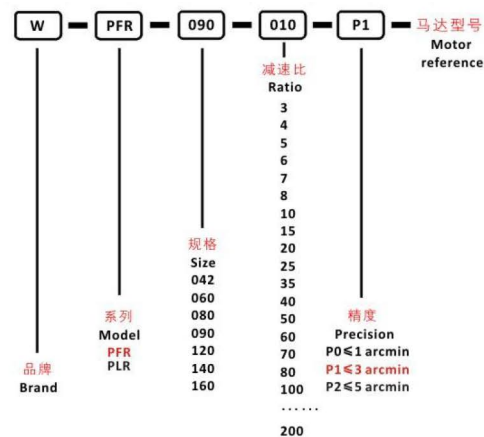 W — PFR — 090 — 010 — P1 — 马达型号
Motor
reference
减速比
Ratio
3
4
5
6
7
8
10
15
20
25
35
40
50
60
70
80
100
......
200
规格
Size
042
060
080
090
120
140
160
系列
Model
PFR
PLR
品牌
Brand
精度
Precision
P0≤1 arcmin
P1≤3 arcmin
P2≤5 arcmin